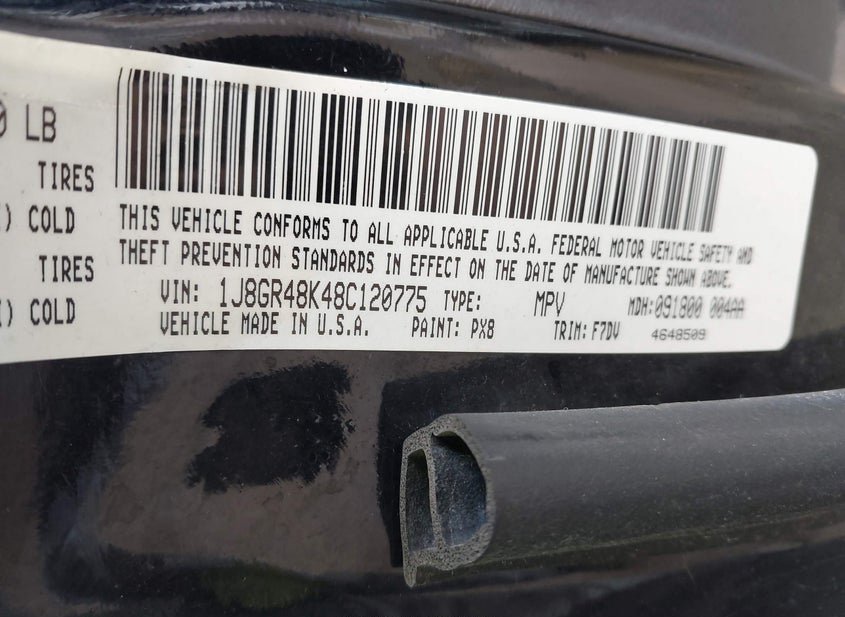 0 LB
TIRES
) COLD
TIRES
) COLD
THIS VEHICLE CONFORMS TO ALL APPLICABLE U.S.A. FEDERAL MOTOR VEHICLE SAFETY AND
THEFT PREVENTION STANDARDS IN EFFECT ON THE DATE OF MANUFACTURE SHOWN ABOVE.
VIN: 1J8GR48K48C120775 TYPE: MPV MDH:091800 004AA
VEHICLE MADE IN U.S.A. PAINT: PX8 TRIM: F7DV 4648509